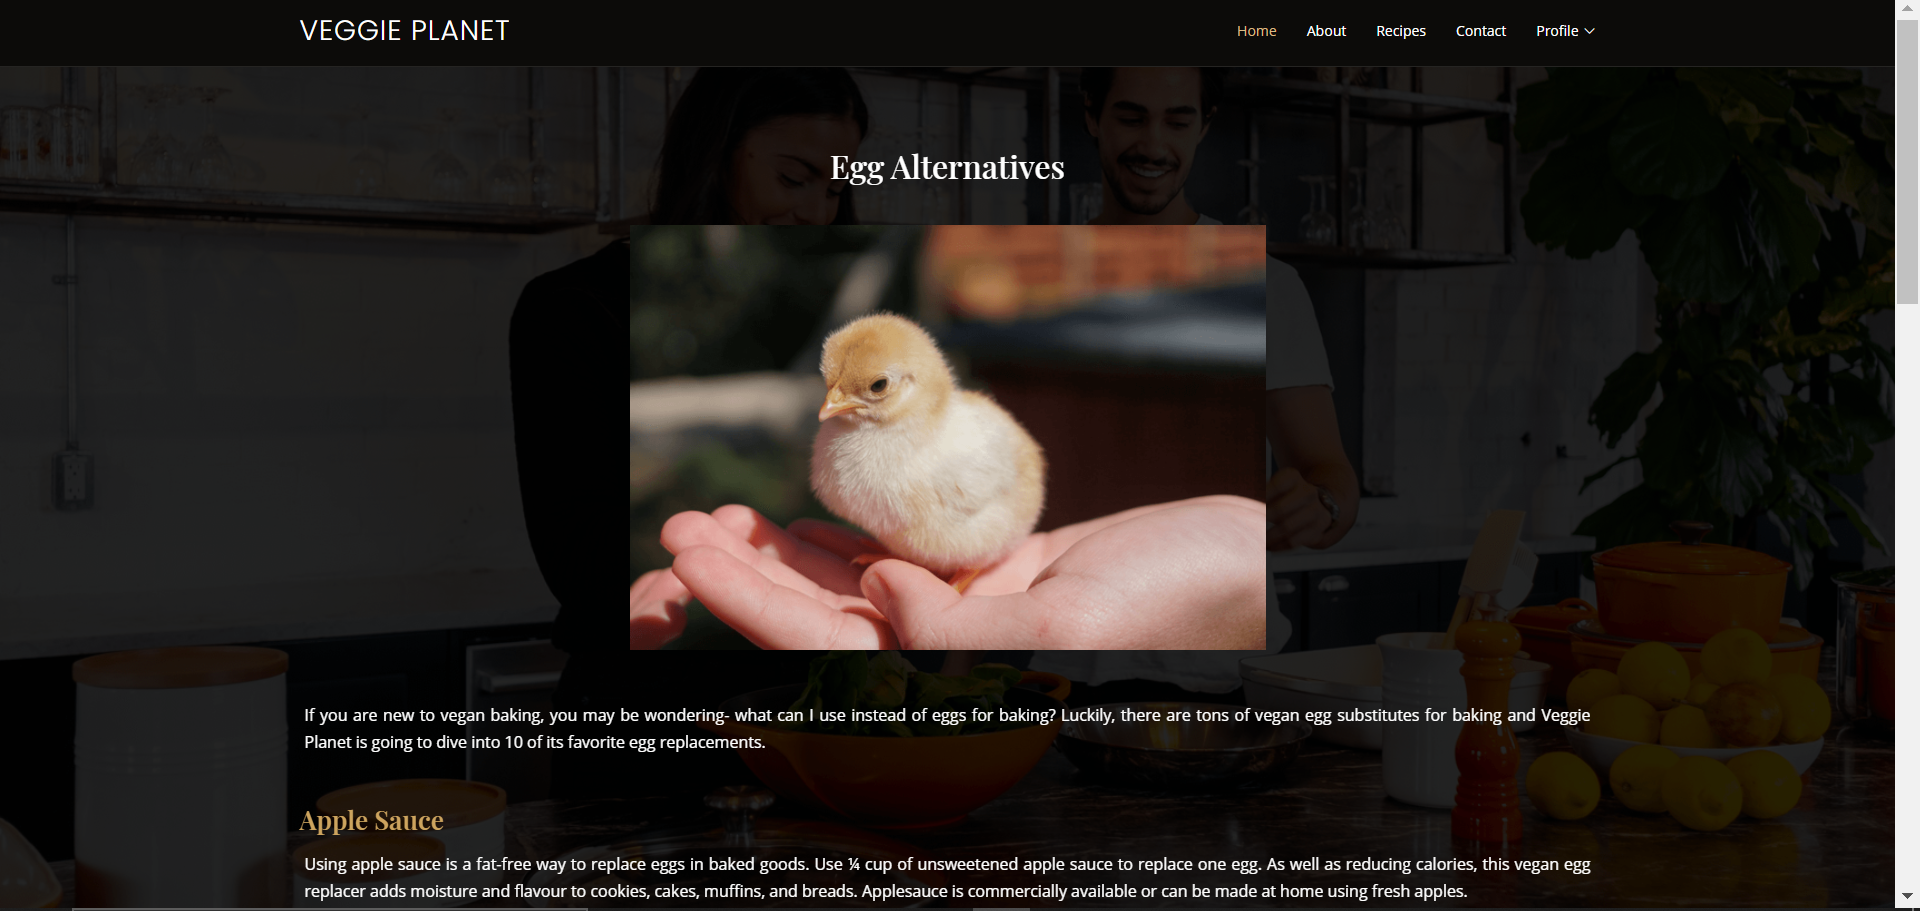 VEGGIE PLANET
Home About Recipes Contact Profile
Egg Alternatives
If you are new to vegan baking, you may be wondering- what can I use instead of eggs for baking? Luckily, there are tons of vegan egg substitutes for baking and Veggie
Planet is going to dive into 10 of its favorite egg replacements.
Apple Sauce
Using apple sauce is a fat-free way to replace eggs in baked goods. Use ¼ cup of unsweetened apple sauce to replace one egg. As well as reducing calories, this vegan egg
replacer adds moisture and flavour to cookies, cakes, muffins, and breads. Applesauce is commercially available or can be made at home using fresh apples.